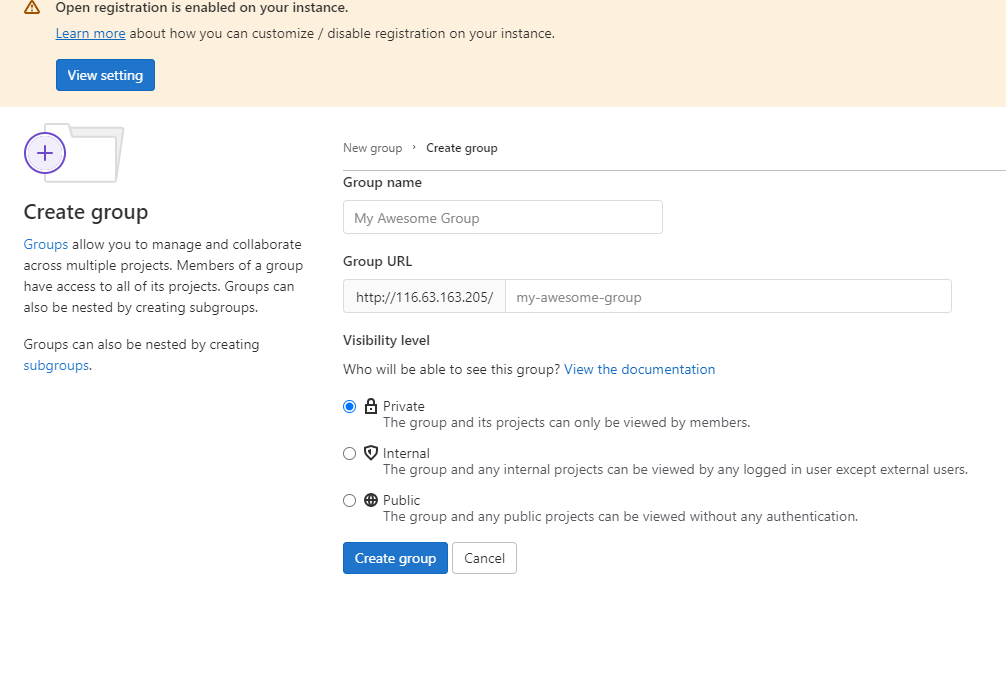 Open registration is enabled on your instance.
Learn more about how you can customize / disable registration on your instance.
View setting
Create group
Groups allow you to manage and collaborate
across multiple projects. Members of a group
have access to all of its projects. Groups can
also be nested by creating subgroups.
Groups can also be nested by creating
subgroups.
New group › Create group
Group name
My Awesome Group
Group URL
http://116.63.163.205/ my-awesome-group
Visibility level
Who will be able to see this group? View the documentation
Private
The group and its projects can only be viewed by members.
Internal
The group and any internal projects can be viewed by any logged in user except external users.
Public
The group and any public projects can be viewed without any authentication.
Create group Cancel